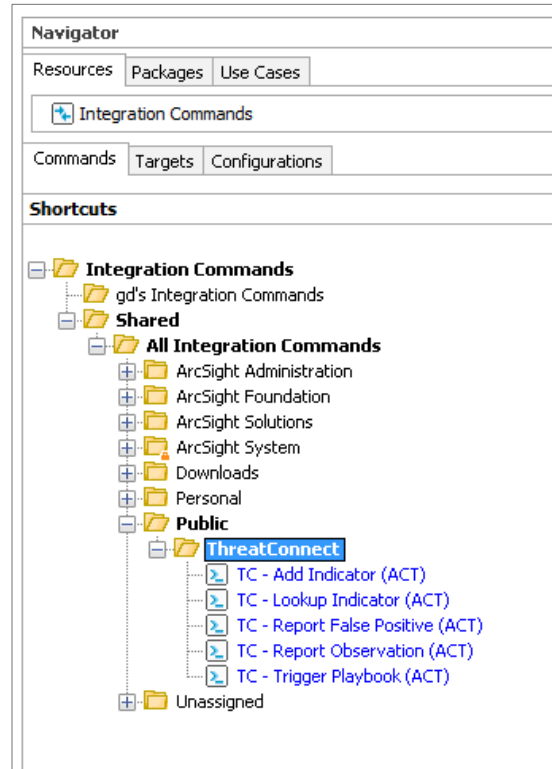 Navigator
Resources Packages Use Cases
Integration Commands
Commands Targets Configurations
Shortcuts
Integration Commands
gd's Integration Commands
Shared
All Integration Commands
ArcSight Administration
ArcSight Foundation
ArcSight Solutions
ArcSight System
Downloads
Personal
Public
ThreatConnect
TC - Add Indicator (ACT)
TC - Lookup Indicator (ACT)
TC - Report False Positive (ACT)
TC - Report Observation (ACT)
TC - Trigger Playbook (ACT)
Unassigned